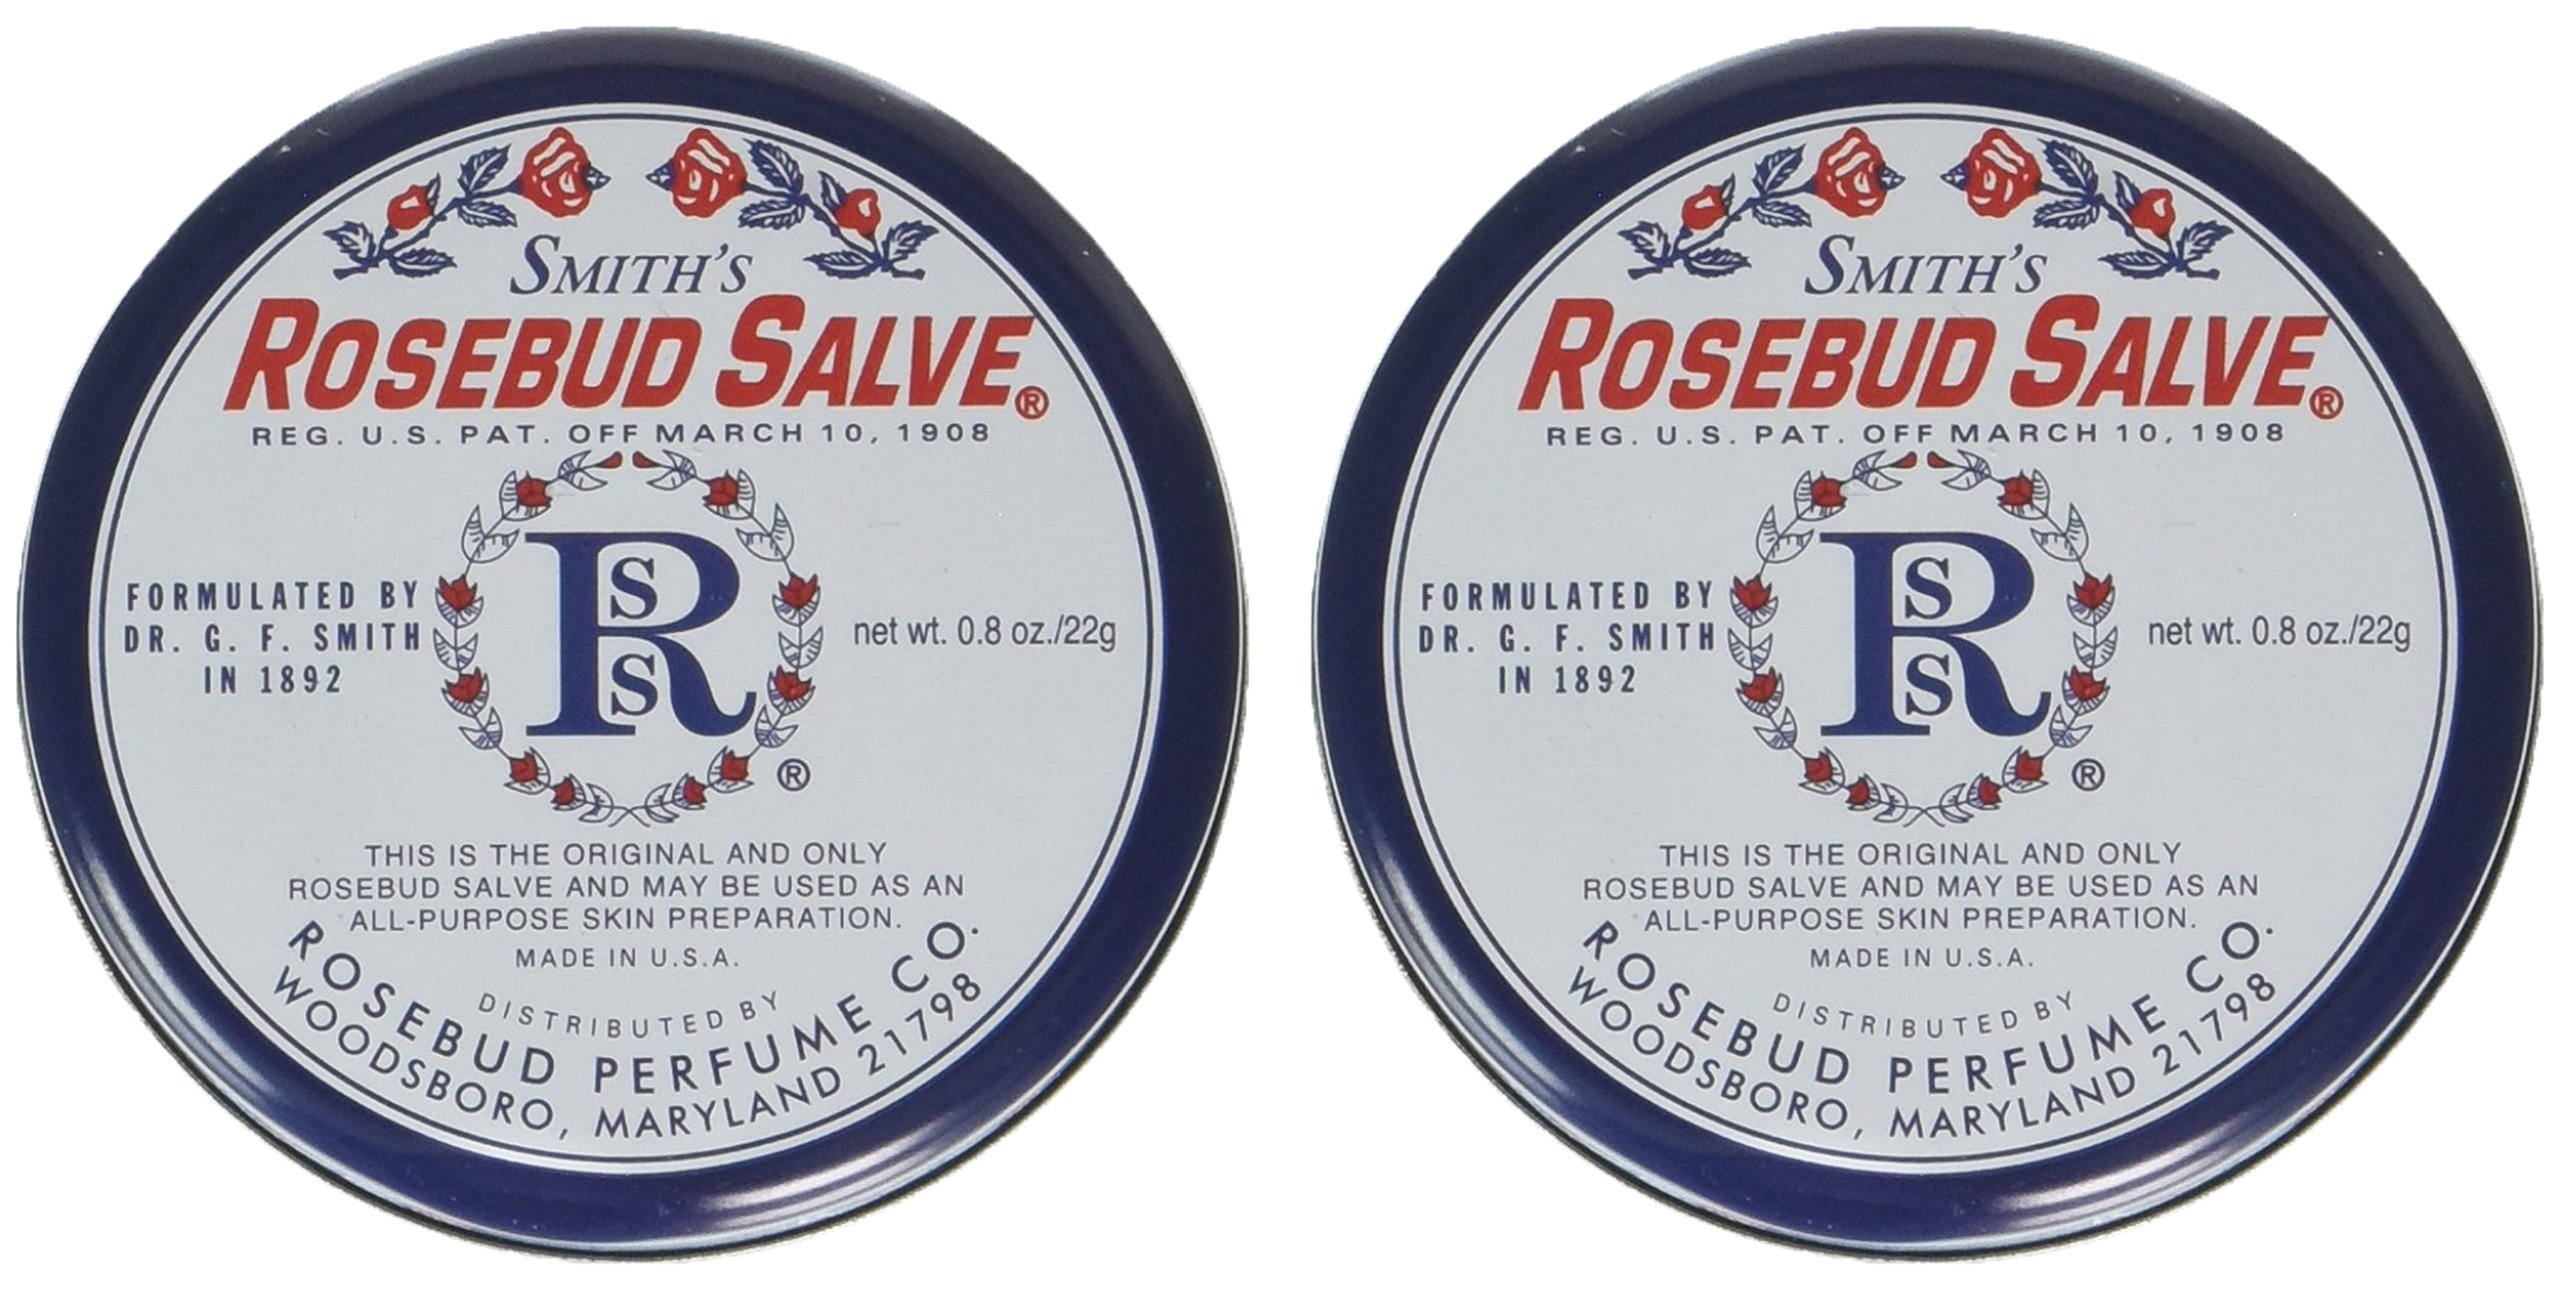 SMITH'S
ROSEBUD SALVE®
REG. U.S. PAT. OFF MARCH 10, 1908
FORMULATED BY
DR. G. F. SMITH
IN 1892
RSS
®
net wt. 0.8 oz./22g
THIS IS THE ORIGINAL AND ONLY
ROSEBUD SALVE AND MAY BE USED AS AN
ALL-PURPOSE SKIN PREPARATION.
MADE IN U.S.A.
DISTRIBUTED BY
ROSEBUD PERFUME CO.
WOODSBORO, MARYLAND 21798
SMITH'S
ROSEBUD SALVE®
REG. U.S. PAT. OFF MARCH 10, 1908
FORMULATED BY
DR. G. F. SMITH
IN 1892
RSS
®
net wt. 0.8 oz./22g
THIS IS THE ORIGINAL AND ONLY
ROSEBUD SALVE AND MAY BE USED AS AN
ALL-PURPOSE SKIN PREPARATION.
MADE IN U.S.A.
DISTRIBUTED BY
ROSEBUD PERFUME CO.
WOODSBORO, MARYLAND 21798